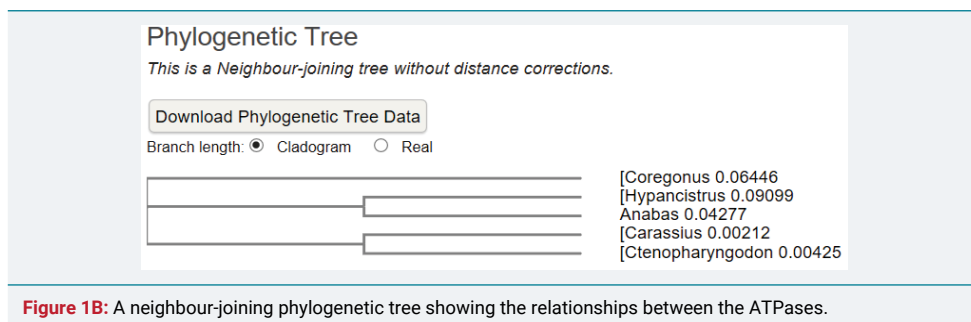 Phylogenetic Tree
This is a Neighbour-joining tree without distance corrections.
Download Phylogenetic Tree Data
Branch length: Cladogram Real
[Coregonus 0.06446
[Hypancistrus 0.09099
Anabas 0.04277
[Carassius 0.00212
[Ctenopharyngodon 0.00425
Figure 1B: A neighbour-joining phylogenetic tree showing the relationships between the ATPases.